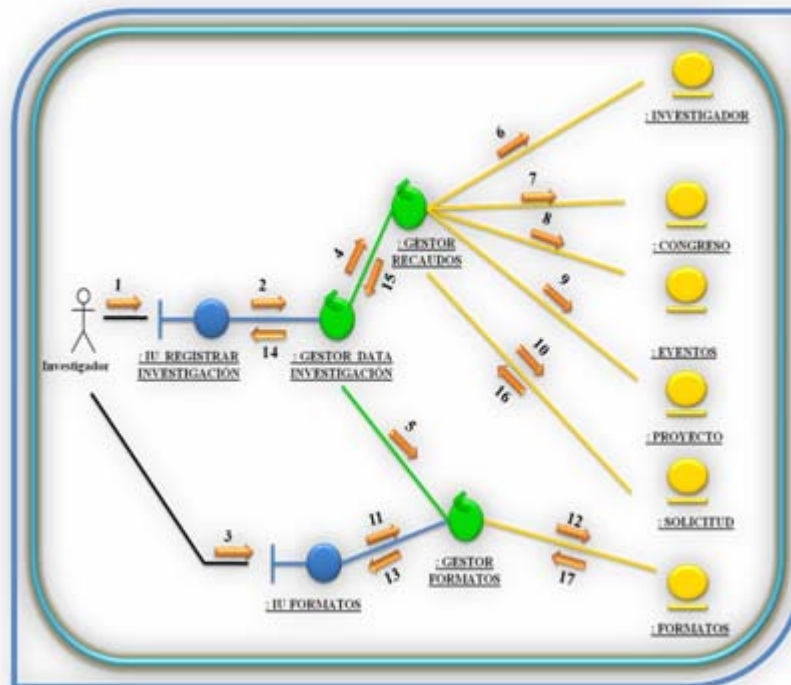 6
: INVESTIGADOR
7
8
: GESTOR
RECAUDOS
: CONGRESO
4
15
9
1
2
14
Investigador
: IU REGISTRAR
INVESTIGACIÓN
: GESTOR DATA
INVESTIGACIÓN
: EVENTOS
10
16
5
: PROYECTO
: SOLICITUD
3
11
13
12
17
: GESTOR
FORMATOS
: IU FORMATOS
: FORMATOS